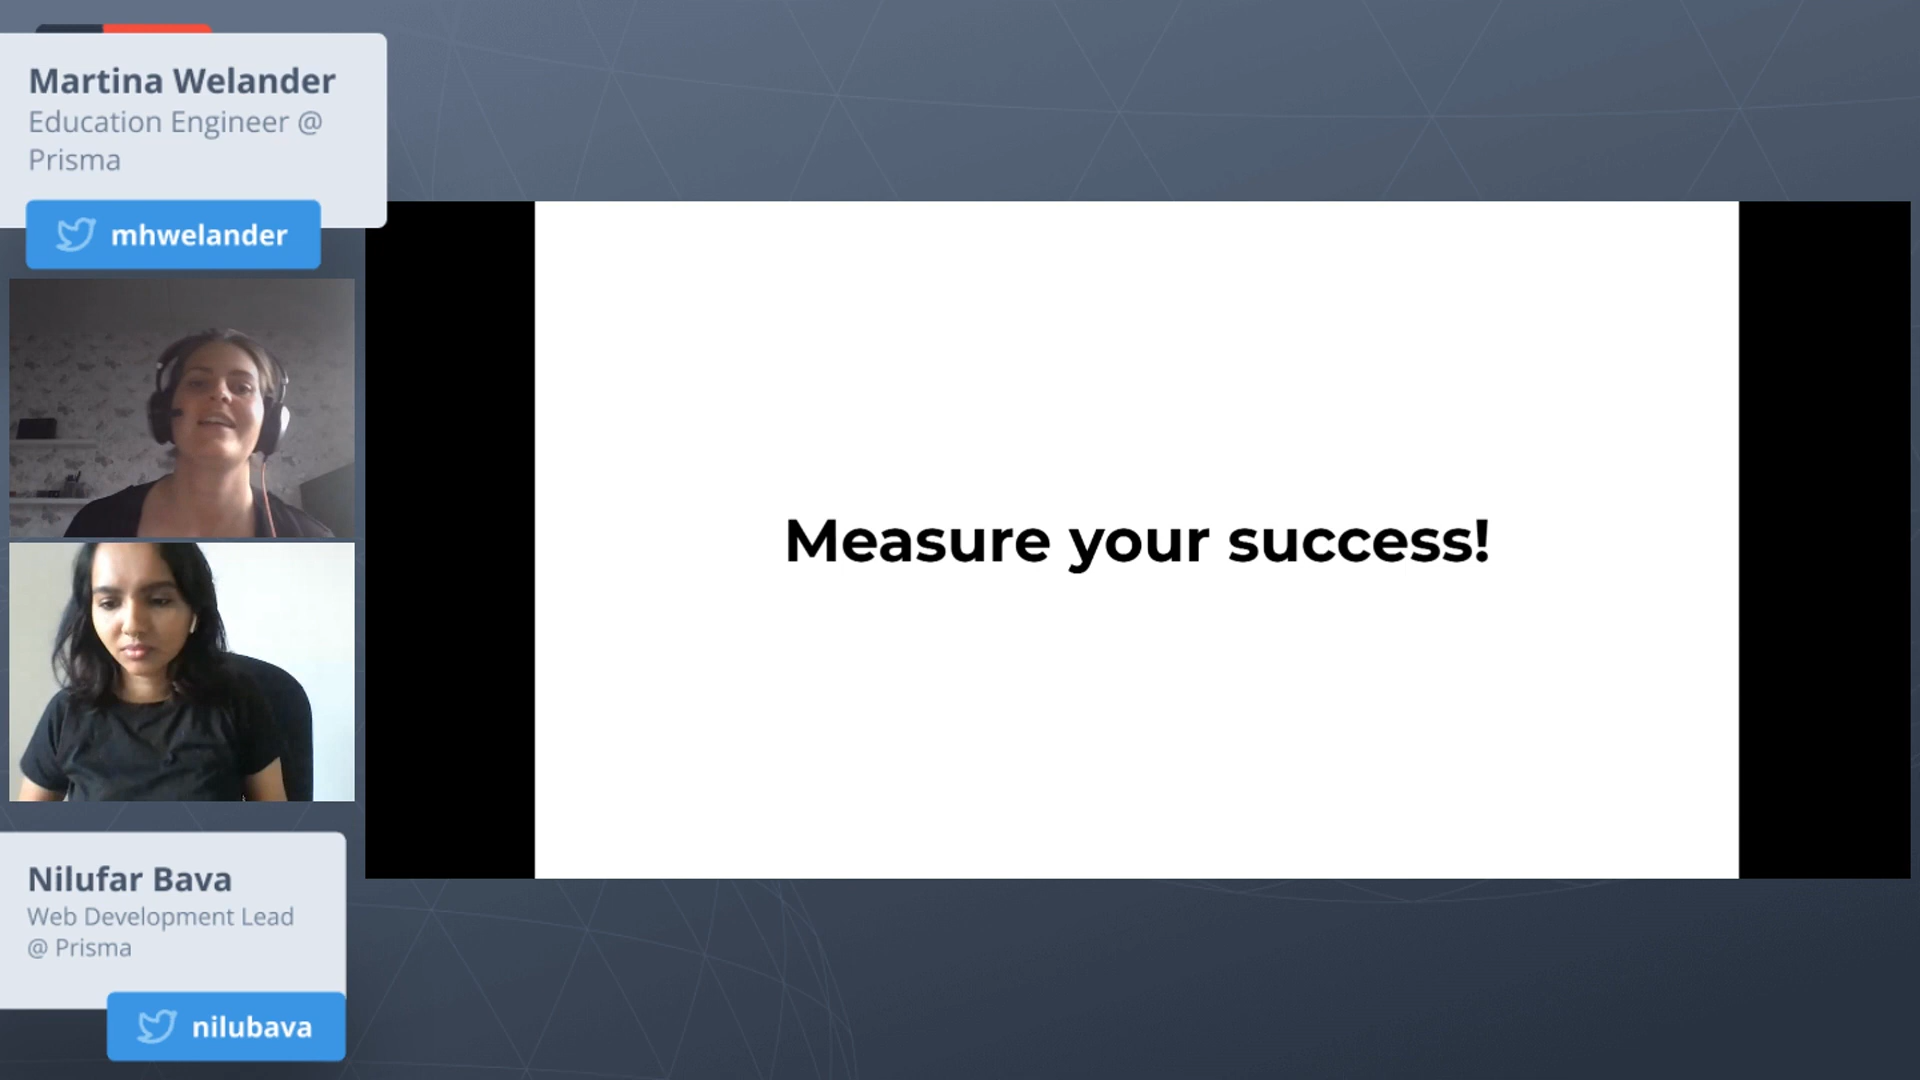 Martina Welander
Education Engineer @
Prisma
mhwelander
Measure your success!
Nilufar Bava
Web Development Lead
@ Prisma
nilubava